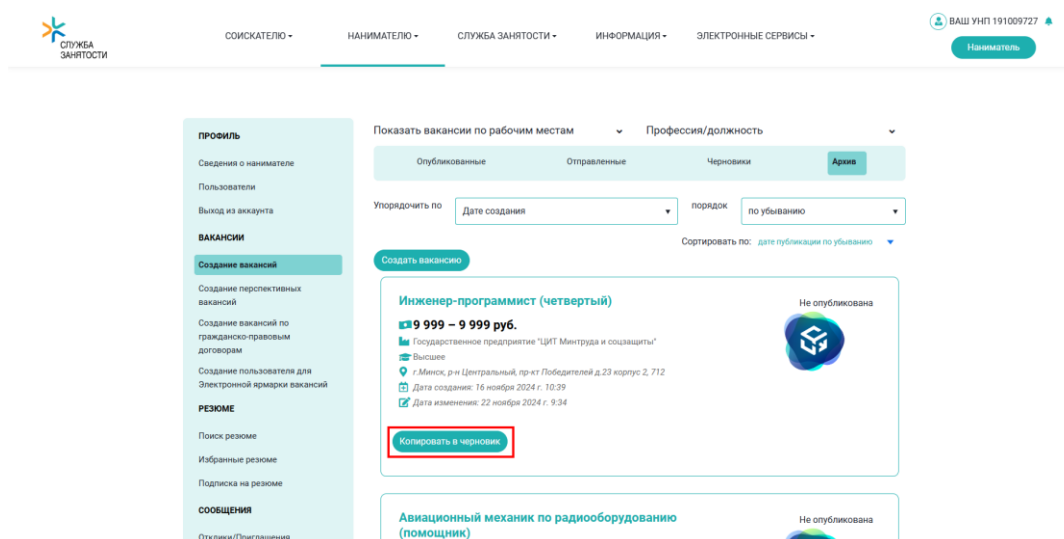 СЛУЖБА
ЗАНЯТОСТИ
СОИСКАТЕЛЮ
НАНИМАТЕЛЮ
СЛУЖБА ЗАНЯТОСТИ
ИНФОРМАЦИЯ
ЭЛЕКТРОННЫЕ СЕРВИСЫ
ВАШ УНП 191009727
Наниматель
ПРОФИЛЬ
Сведения о нанимателе
Пользователи
Выход из аккаунта
ВАКАНСИИ
Создание вакансий
Создание перспективных
вакансий
Создание вакансий по
гражданско-правовым
договорам
Создание пользователя для
Электронной ярмарки вакансий
РЕЗЮМЕ
Поиск резюме
Избранные резюме
Подписка на резюме
СООБЩЕНИЯ
Отклики/Приглашения
Показать вакансии по рабочим местам
Профессия/должность
Опубликованные
Отправленные
Черновики
Архив
Упорядочить по
Дате создания
порядок
по убыванию
Сортировать по: дате публикации по убыванию
Создать вакансию
Инженер-программист (четвертый)
Не опубликована
9 999 – 9 999 руб.
Государственное предприятие "ЦИТ Минтруда и соцзащиты"
Высшее
г.Минск, р-н Центральный, пр-кт Победителей д.23 корпус 2, 712
Дата создания: 16 ноября 2024 г. 10:39
Дата изменения: 22 ноября 2024 г. 9:34
Копировать в черновик
Авиационный механик по радиооборудованию
(помощник)
Не опубликована